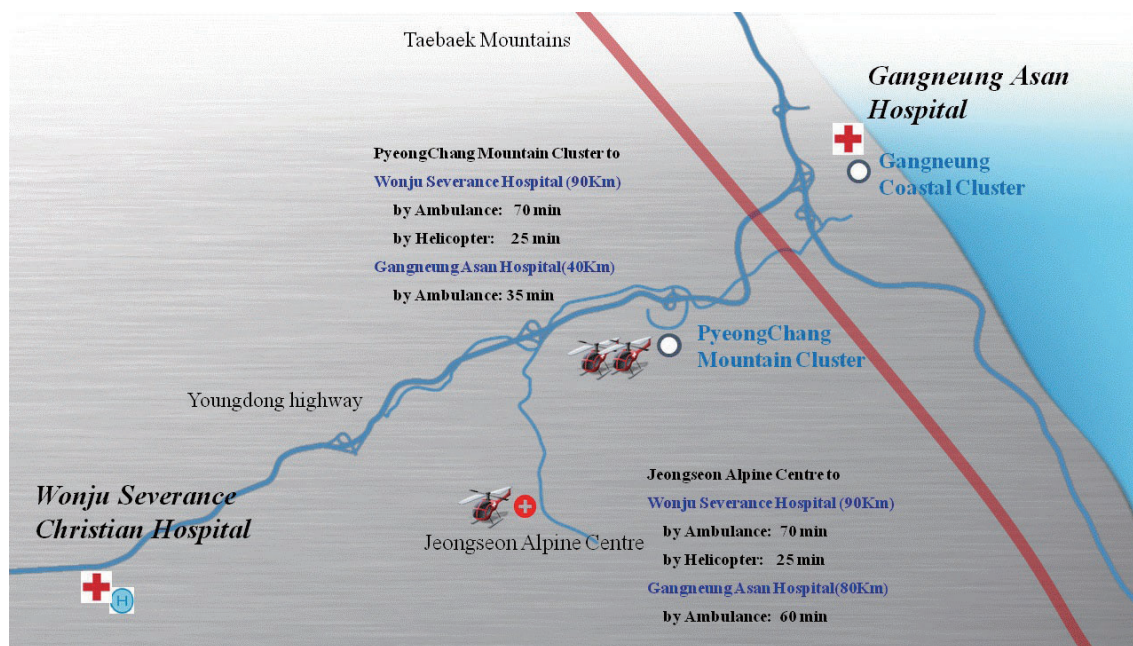 Taebaek Mountains
Gangneung Asan
Hospital
Gangneung
Coastal Cluster
PyeongChang Mountain Cluster to
Wonju Severance Hospital (90Km)
by Ambulance: 70 min
by Helicopter: 25 min
Gangneung Asan Hospital(40Km)
by Ambulance: 35 min
PyeongChang
Mountain Cluster
Youngdong highway
Wonju Severance
Christian Hospital
H
Jeongseon Alpine Centre
Jeongseon Alpine Centre to
Wonju Severance Hospital (90Km)
by Ambulance: 70 min
by Helicopter: 25 min
Gangneung Asan Hospital(80Km)
by Ambulance: 60 min